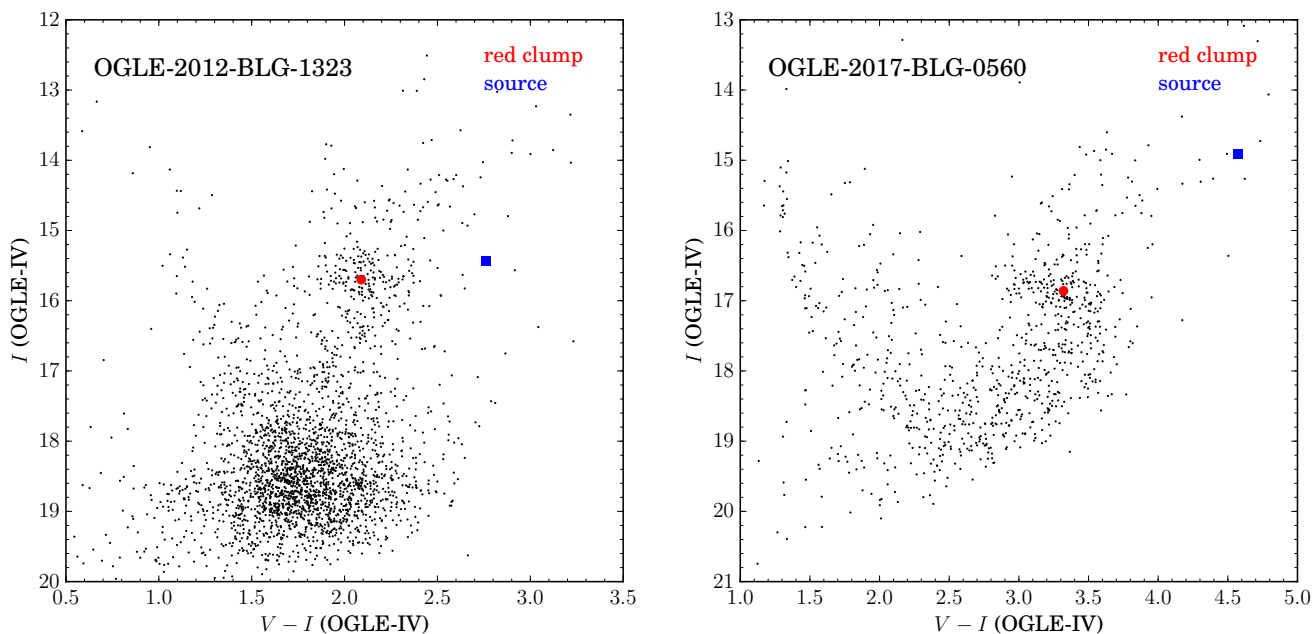 OGLE-2012-BLG-1323
red clump
source
12
13
14
15
16
17
18
19
20
I (OGLE-IV)
0.5 1.0 1.5 2.0 2.5 3.0 3.5
V − I (OGLE-IV)
OGLE-2017-BLG-0560
red clump
source
13
14
15
16
17
18
19
20
21
I (OGLE-IV)
1.0 1.5 2.0 2.5 3.0 3.5 4.0 4.5 5.0
V − I (OGLE-IV)